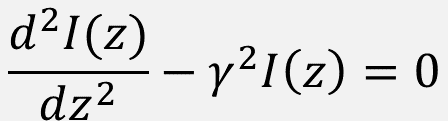 d²I(z)/dz² − γ²I(z) = 0